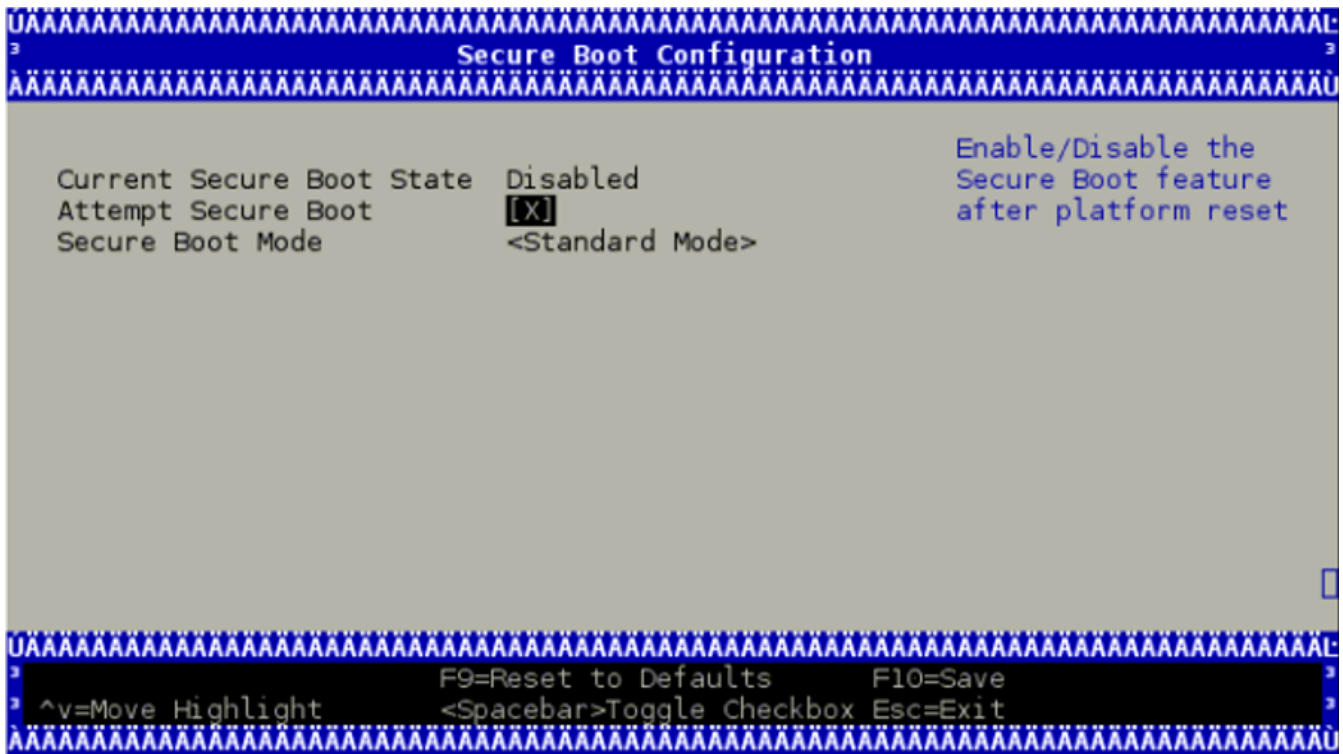 Secure Boot Configuration
Enable/Disable the
Current Secure Boot State Disabled Secure Boot feature
Attempt Secure Boot [X] after platform reset
Secure Boot Mode <Standard Mode>
F9=Reset to Defaults F10=Save
^v=Move Highlight <Spacebar>Toggle Checkbox Esc=Exit